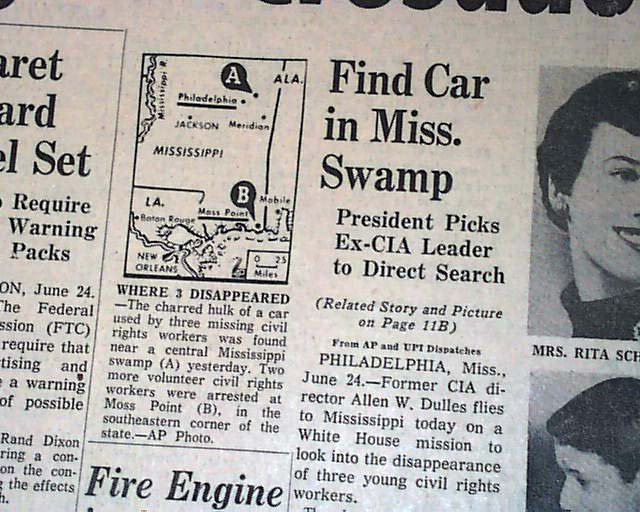 aret
ard
el Set
Require
Warning
Packs
ON, June 24.
The Federal
ssion (FTC)
require that
rtising and
e a warning
of possible
Rand Dixon
ring a con-
on the con-
g the effects
h.
A
ALA.
Mississippi R.
Philadelphia
JACKSON Meridian
MISSISSIPPI
B
LA.
Mobile
Moss Point
Baton Rouge
NEW
ORLEANS
0 25
Miles
WHERE 3 DISAPPEARED
—The charred hulk of a car
used by three missing civil
rights workers was found
near a central Mississippi
swamp (A) yesterday. Two
more volunteer civil rights
workers were arrested at
Moss Point (B), in the
southeastern corner of the
state.—AP Photo.
Fire Engine
Find Car
in Miss.
Swamp
President Picks
Ex-CIA Leader
to Direct Search
(Related Story and Picture
on Page 11B)
From AP and UPI Dispatches
PHILADELPHIA, Miss.,
June 24.—Former CIA di-
rector Allen W. Dulles flies
to Mississippi today on a
White House mission to
look into the disappearance
of three young civil rights
workers.
MRS. RITA SCH